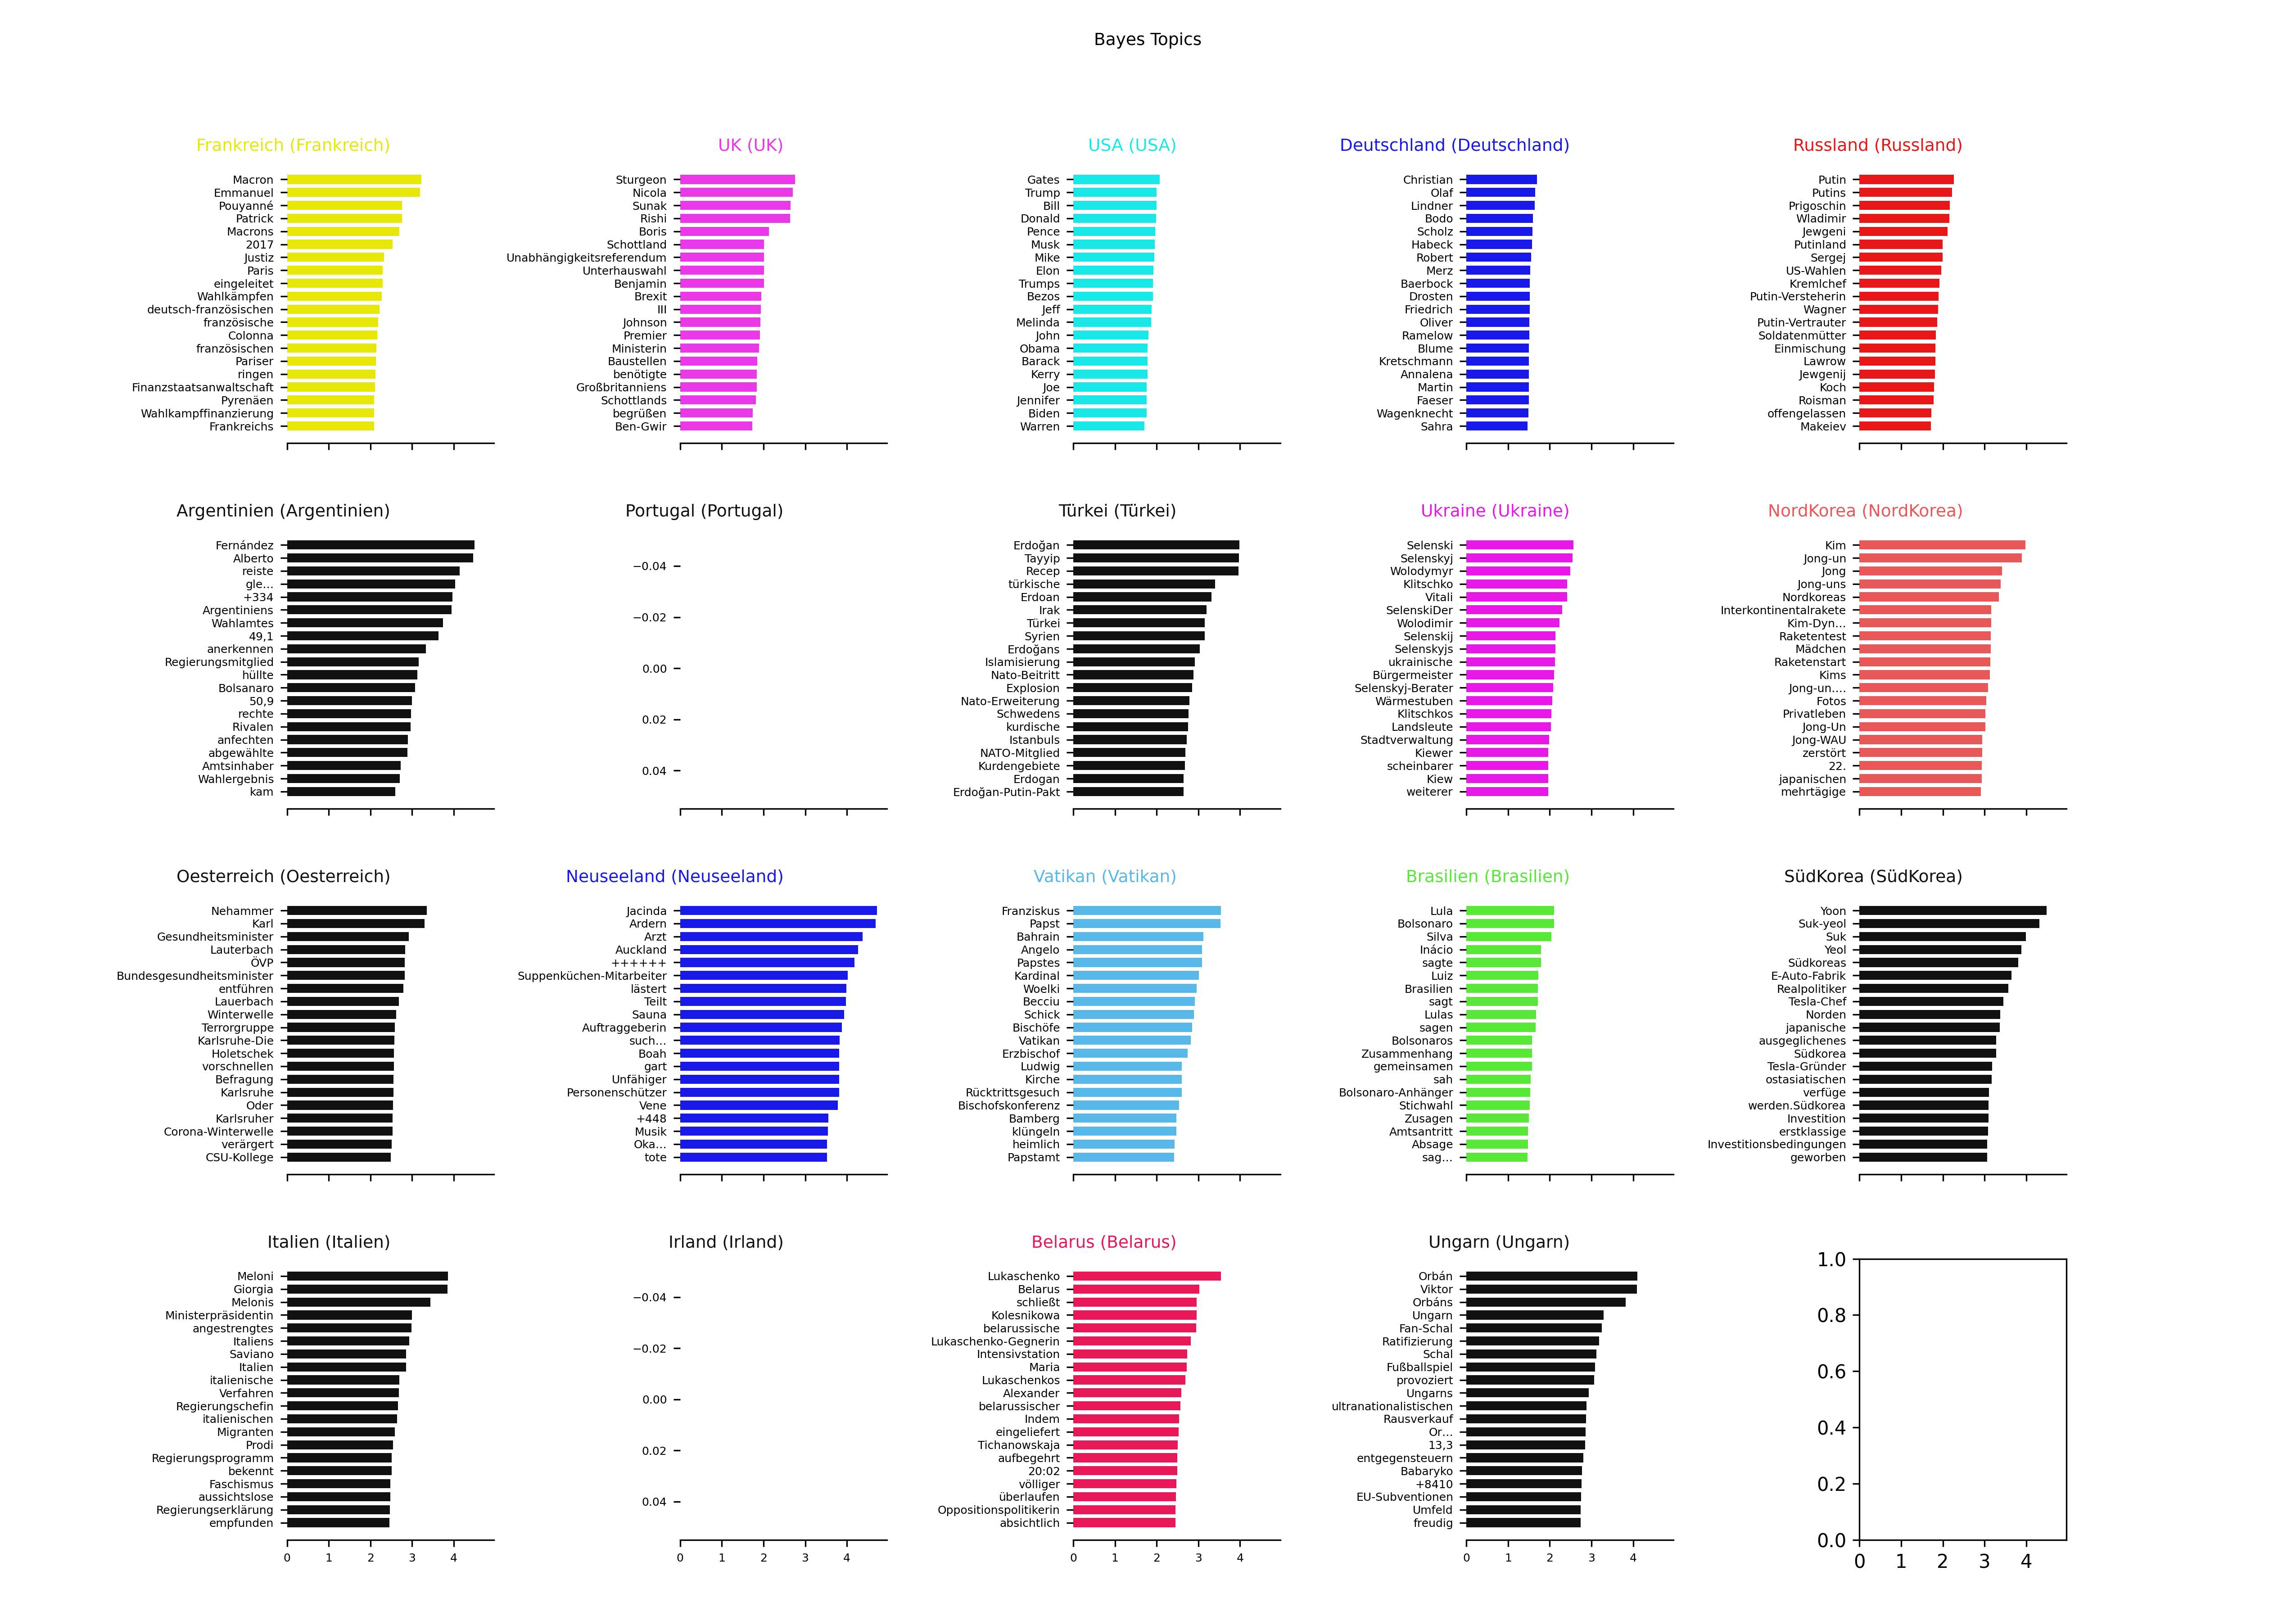 Bayes Topics
Frankreich (Frankreich)
Macron
Emmanuel
Pouyanné
Patrick
Macrons
2017
Justiz
Paris
eingeleitet
Wahlkämpfen
deutsch-französischen
französische
Colonna
französischen
Pariser
ringen
Finanzstaatsanwaltschaft
Pyrenäen
Wahlkampffinanzierung
Frankreichs
UK (UK)
Sturgeon
Nicola
Sunak
Rishi
Boris
Schottland
Unabhängigkeitsreferendum
Unterhauswahl
Benjamin
Brexit
III
Johnson
Premier
Ministerin
Baustellen
benötigte
Großbritanniens
Schottlands
begrüßen
Ben-Gwir
USA (USA)
Gates
Trump
Bill
Donald
Pence
Musk
Mike
Elon
Trumps
Bezos
Jeff
Melinda
John
Obama
Barack
Kerry
Joe
Jennifer
Biden
Warren
Deutschland (Deutschland)
Christian
Olaf
Lindner
Bodo
Scholz
Habeck
Robert
Merz
Baerbock
Drosten
Friedrich
Oliver
Ramelow
Blume
Kretschmann
Annalena
Martin
Faeser
Wagenknecht
Sahra
Russland (Russland)
Putin
Putins
Prigoschin
Wladimir
Jewgeni
Putinland
Sergej
US-Wahlen
Kremlchef
Putin-Versteherin
Wagner
Putin-Vertrauter
Soldatenmütter
Einmischung
Lawrow
Jewgenij
Koch
Roisman
offengelassen
Makeiev
Argentinien (Argentinien)
Fernández
Alberto
reiste
gle…
+334
Argentiniens
Wahlamtes
49,1
anerkennen
Regierungsmitglied
hüllte
Bolsanaro
50,9
rechte
Rivalen
anfechten
abgewählte
Amtsinhaber
Wahlergebnis
kam
Portugal (Portugal)
−0.04
−0.02
0.00
0.02
0.04
Türkei (Türkei)
Erdoğan
Tayyip
Recep
türkische
Erdoan
Irak
Türkei
Syrien
Erdoğans
Islamisierung
Nato-Beitritt
Explosion
Nato-Erweiterung
Schwedens
kurdische
Istanbuls
NATO-Mitglied
Kurdengebiete
Erdogan
Erdoğan-Putin-Pakt
Ukraine (Ukraine)
Selenski
Selenskyj
Wolodymyr
Klitschko
Vitali
SelenskiDer
Wolodimir
Selenskij
Selenskyjs
ukrainische
Bürgermeister
Selenskyj-Berater
Wärmestuben
Klitschkos
Landsleute
Stadtverwaltung
Kiewer
scheinbarer
Kiew
weiterer
NordKorea (NordKorea)
Kim
Jong-un
Jong
Jong-uns
Nordkoreas
Interkontinentalrakete
Kim-Dyn…
Raketentest
Mädchen
Raketenstart
Kims
Jong-un.…
Fotos
Privatleben
Jong-Un
Jong-WAU
zerstört
22.
japanischen
mehrtägige
Oesterreich (Oesterreich)
Nehammer
Karl
Gesundheitsminister
Lauterbach
ÖVP
Bundesgesundheitsminister
entführen
Lauerbach
Winterwelle
Terrorgruppe
Karlsruhe-Die
Holetschek
vorschnellen
Befragung
Karlsruhe
Oder
Karlsruher
Corona-Winterwelle
verärgert
CSU-Kollege
Neuseeland (Neuseeland)
Jacinda
Ardern
Arzt
Auckland
++++++
Suppenküchen-Mitarbeiter
lästert
Teilt
Sauna
Auftraggeberin
such…
Boah
gart
Unfähiger
Personenschützer
Vene
+448
Musik
Oka…
tote
Vatikan (Vatikan)
Franziskus
Papst
Bahrain
Angelo
Papstes
Kardinal
Woelki
Becciu
Schick
Bischöfe
Vatikan
Erzbischof
Ludwig
Kirche
Rücktrittsgesuch
Bischofskonferenz
Bamberg
klüngeln
heimlich
Papstamt
Brasilien (Brasilien)
Lula
Bolsonaro
Silva
Inácio
sagte
Luiz
Brasilien
sagt
Lulas
sagen
Bolsonaros
Zusammenhang
gemeinsamen
sah
Bolsonaro-Anhänger
Stichwahl
Zusagen
Amtsantritt
Absage
sag…
SüdKorea (SüdKorea)
Yoon
Suk-yeol
Suk
Yeol
Südkoreas
E-Auto-Fabrik
Realpolitiker
Tesla-Chef
Norden
japanische
ausgeglichenes
Südkorea
Tesla-Gründer
ostasiatischen
verfüge
werden.Südkorea
Investition
erstklassige
Investitionsbedingungen
geworben
Italien (Italien)
Meloni
Giorgia
Melonis
Ministerpräsidentin
angestrengtes
Italiens
Saviano
Italien
italienische
Verfahren
Regierungschefin
italienischen
Migranten
Prodi
Regierungsprogramm
bekennt
Faschismus
aussichtslose
Regierungserklärung
empfunden
0 1 2 3 4
Irland (Irland)
−0.04
−0.02
0.00
0.02
0.04
0 1 2 3 4
Belarus (Belarus)
Lukaschenko
Belarus
schließt
Kolesnikowa
belarussische
Lukaschenko-Gegnerin
Intensivstation
Maria
Lukaschenkos
Alexander
belarussischer
Indem
eingeliefert
Tichanowskaja
aufbegehrt
20:02
völliger
überlaufen
Oppositionspolitikerin
absichtlich
0 1 2 3 4
Ungarn (Ungarn)
Orbán
Viktor
Orbáns
Ungarn
Fan-Schal
Ratifizierung
Schal
Fußballspiel
provoziert
Ungarns
ultranationalistischen
Rausverkauf
Or…
13,3
entgegensteuern
Babaryko
+8410
EU-Subventionen
Umfeld
freudig
0 1 2 3 4
1.0
0.8
0.6
0.4
0.2
0.0
0 1 2 3 4